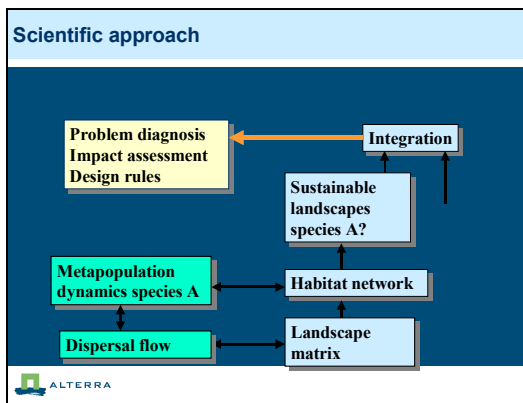 Scientific approach
Problem diagnosis
Impact assessment
Design rules
Integration
Sustainable
landscapes
species A?
Metapopulation
dynamics species A
Habitat network
Dispersal flow
Landscape
matrix
ALTERRA